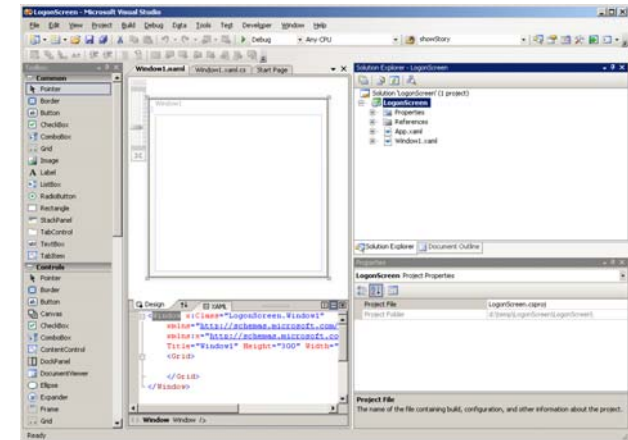 LogonScreen - Microsoft Visual Studio
File Edit View Project Build Debug Data Tools Test Developer Window Help
Debug Any CPU showStory
Toolbox
Common
Pointer
Border
Button
CheckBox
ComboBox
Grid
Image
Label
ListBox
RadioButton
Rectangle
StackPanel
TabControl
TextBox
TabItem
Controls
Pointer
Border
Button
Canvas
CheckBox
ComboBox
ContentControl
DockPanel
DocumentViewer
Ellipse
Expander
Frame
Grid
Window1.xaml Window1.xaml.cs Start Page
Window1
Design XAML
<Window x:Class="LogonScreen.Window1"
xmlns="http://schemas.microsoft.com/
xmlns:x="http://schemas.microsoft.co
Title="Window1" Height="300" Width=
<Grid>
</Grid>
</Window>
Window Window />
Solution Explorer - LogonScreen
Solution 'LogonScreen' (1 project)
LogonScreen
Properties
References
App.xaml
Window1.xaml
Solution Explorer Document Outline
Properties
LogonScreen Project Properties
Project File LogonScreen.csproj
Project Folder d:\temp\LogonScreen\LogonScreen\
Project File
The name of the file containing build, configuration, and other information about the project.
Ready